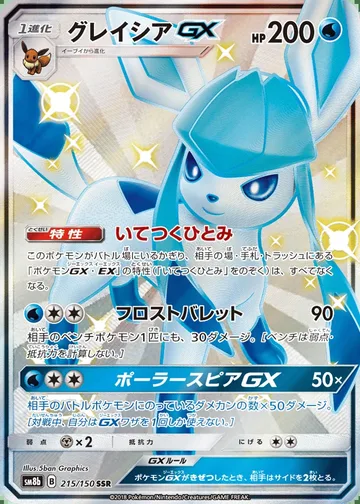 1進化 グレイシアGX HP200
イーブイから進化
とくせい
特性 いてつくひとみ
このポケモンがバトル場にいるかぎり、相手の場・手札・トラッシュにある
「ポケモンGX・EX」の特性(「いてつくひとみ」をのぞく)は、すべてなく
なる。
フロストバレット 90
相手のベンチポケモン1匹にも、30ダメージ。[ベンチは弱点・
抵抗力を計算しない。]
ポーラースピアGX 50×
相手のバトルポケモンにのっているダメカンの数×50ダメージ。
[対戦中、自分はGXワザを1回しか使えない。]
弱点 ×2 抵抗力 にげる
Illus. 5ban Graphics
GXルール
sm8b B 215/150 SSR
ポケモンGXがきぜつしたとき、相手はサイドを2枚とる。
©2018 Pokémon/Nintendo/Creatures/GAME FREAK.